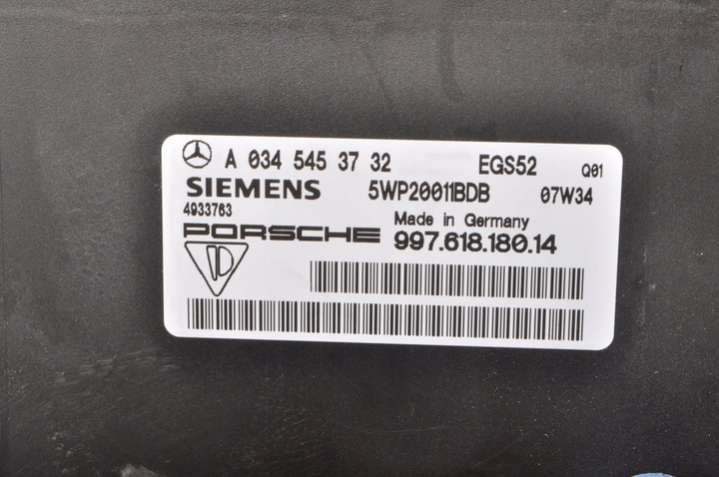 A 034 545 37 32 EGS52 Q01
SIEMENS 5WP20011BDB 07W34
4933763 Made in Germany
PORSCHE 997.618.180.14